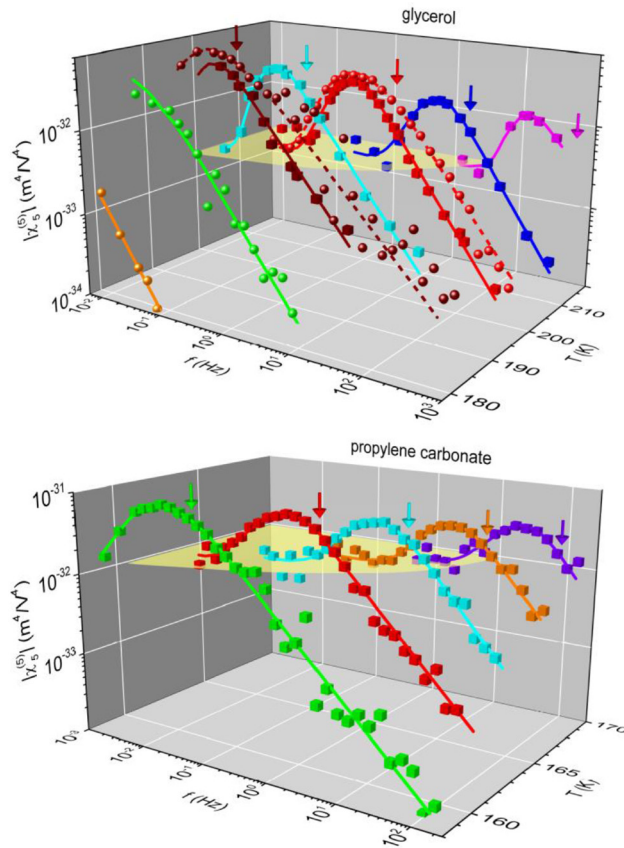 glycerol
10⁻³²
10⁻³³
10⁻³⁴
|χ₅⁽⁵⁾| (m⁴/V⁴)
10⁻² 10⁻¹ 10⁰ 10¹ 10² 10³
f (Hz)
180 190 200 210
T(K)
propylene carbonate
10⁻³¹
10⁻³²
10⁻³³
|χ₅⁽⁵⁾| (m⁴/V⁴)
10³ 10⁻² 10⁻¹ 10⁰ 10¹ 10²
f (Hz)
160 165 170
T(K)